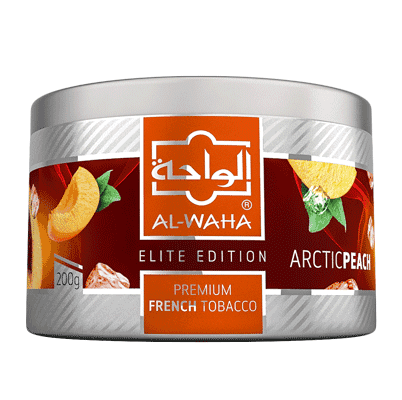 الواحة
®
AL-WAHA
ELITE EDITION
ARCTICPEACH
200g
PREMIUM
FRENCH TOBACCO